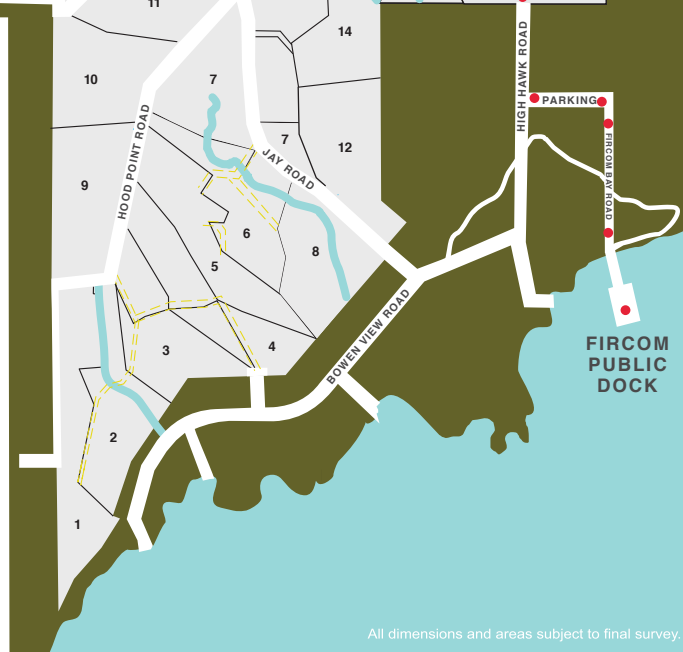 11
14
10
7
HIGH HAWK ROAD
PARKING
HOOD POINT ROAD
7
JAY ROAD
12
FIRCOM BAY ROAD
9
6
8
5
BOWEN VIEW ROAD
3
4
FIRCOM
PUBLIC
DOCK
2
1
All dimensions and areas subject to final survey.